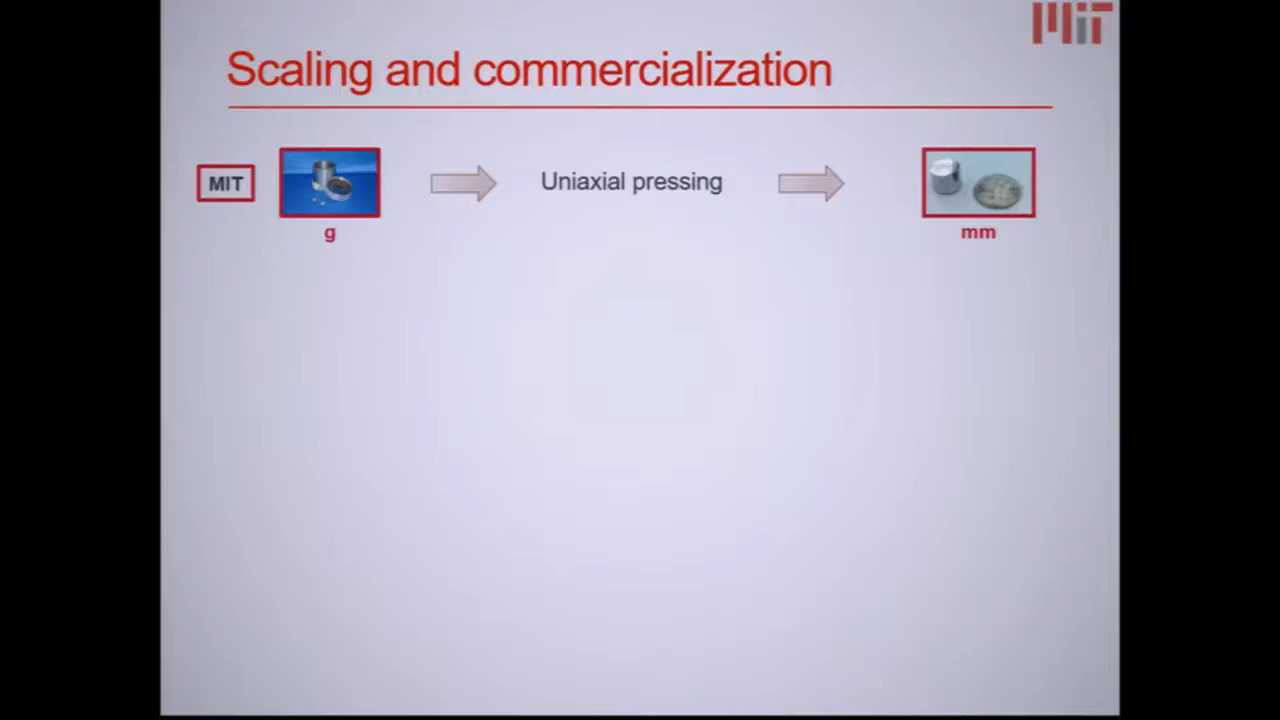 MIT
Scaling and commercialization
MIT
Uniaxial pressing
g
mm